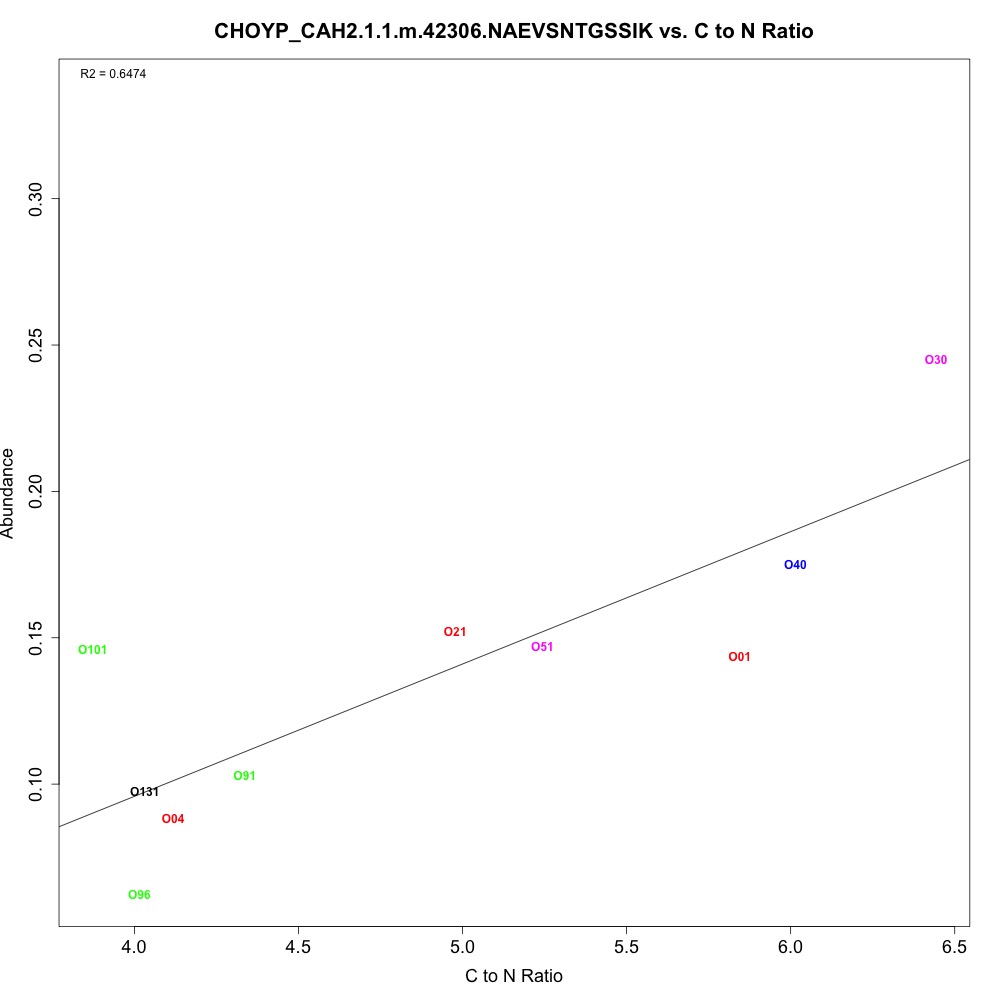 CHOYP_CAH2.1.1.m.42306.NAEVSNTGSSIK vs. C to N Ratio
R2 = 0.6474
0.30
0.25
O30
0.20
Abundance
O40
0.15
O101
O21
O51
O01
0.10
O91
O131
O04
O96
4.0 4.5 5.0 5.5 6.0 6.5
C to N Ratio